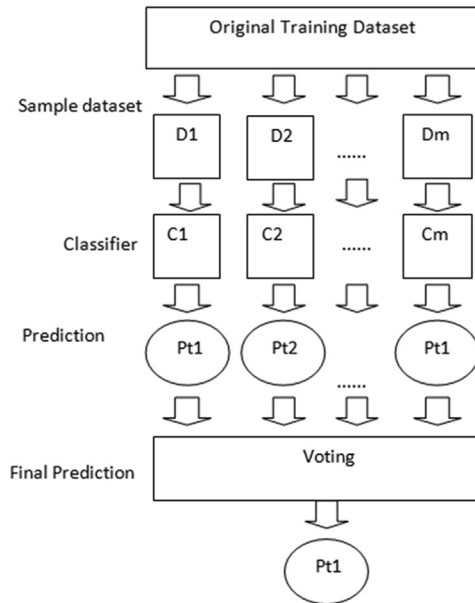 Original Training Dataset
Sample dataset
D1 D2 ...... Dm
Classifier
C1 C2 ...... Cm
Prediction
Pt1 Pt2 ...... Pt1
Final Prediction
Voting
Pt1